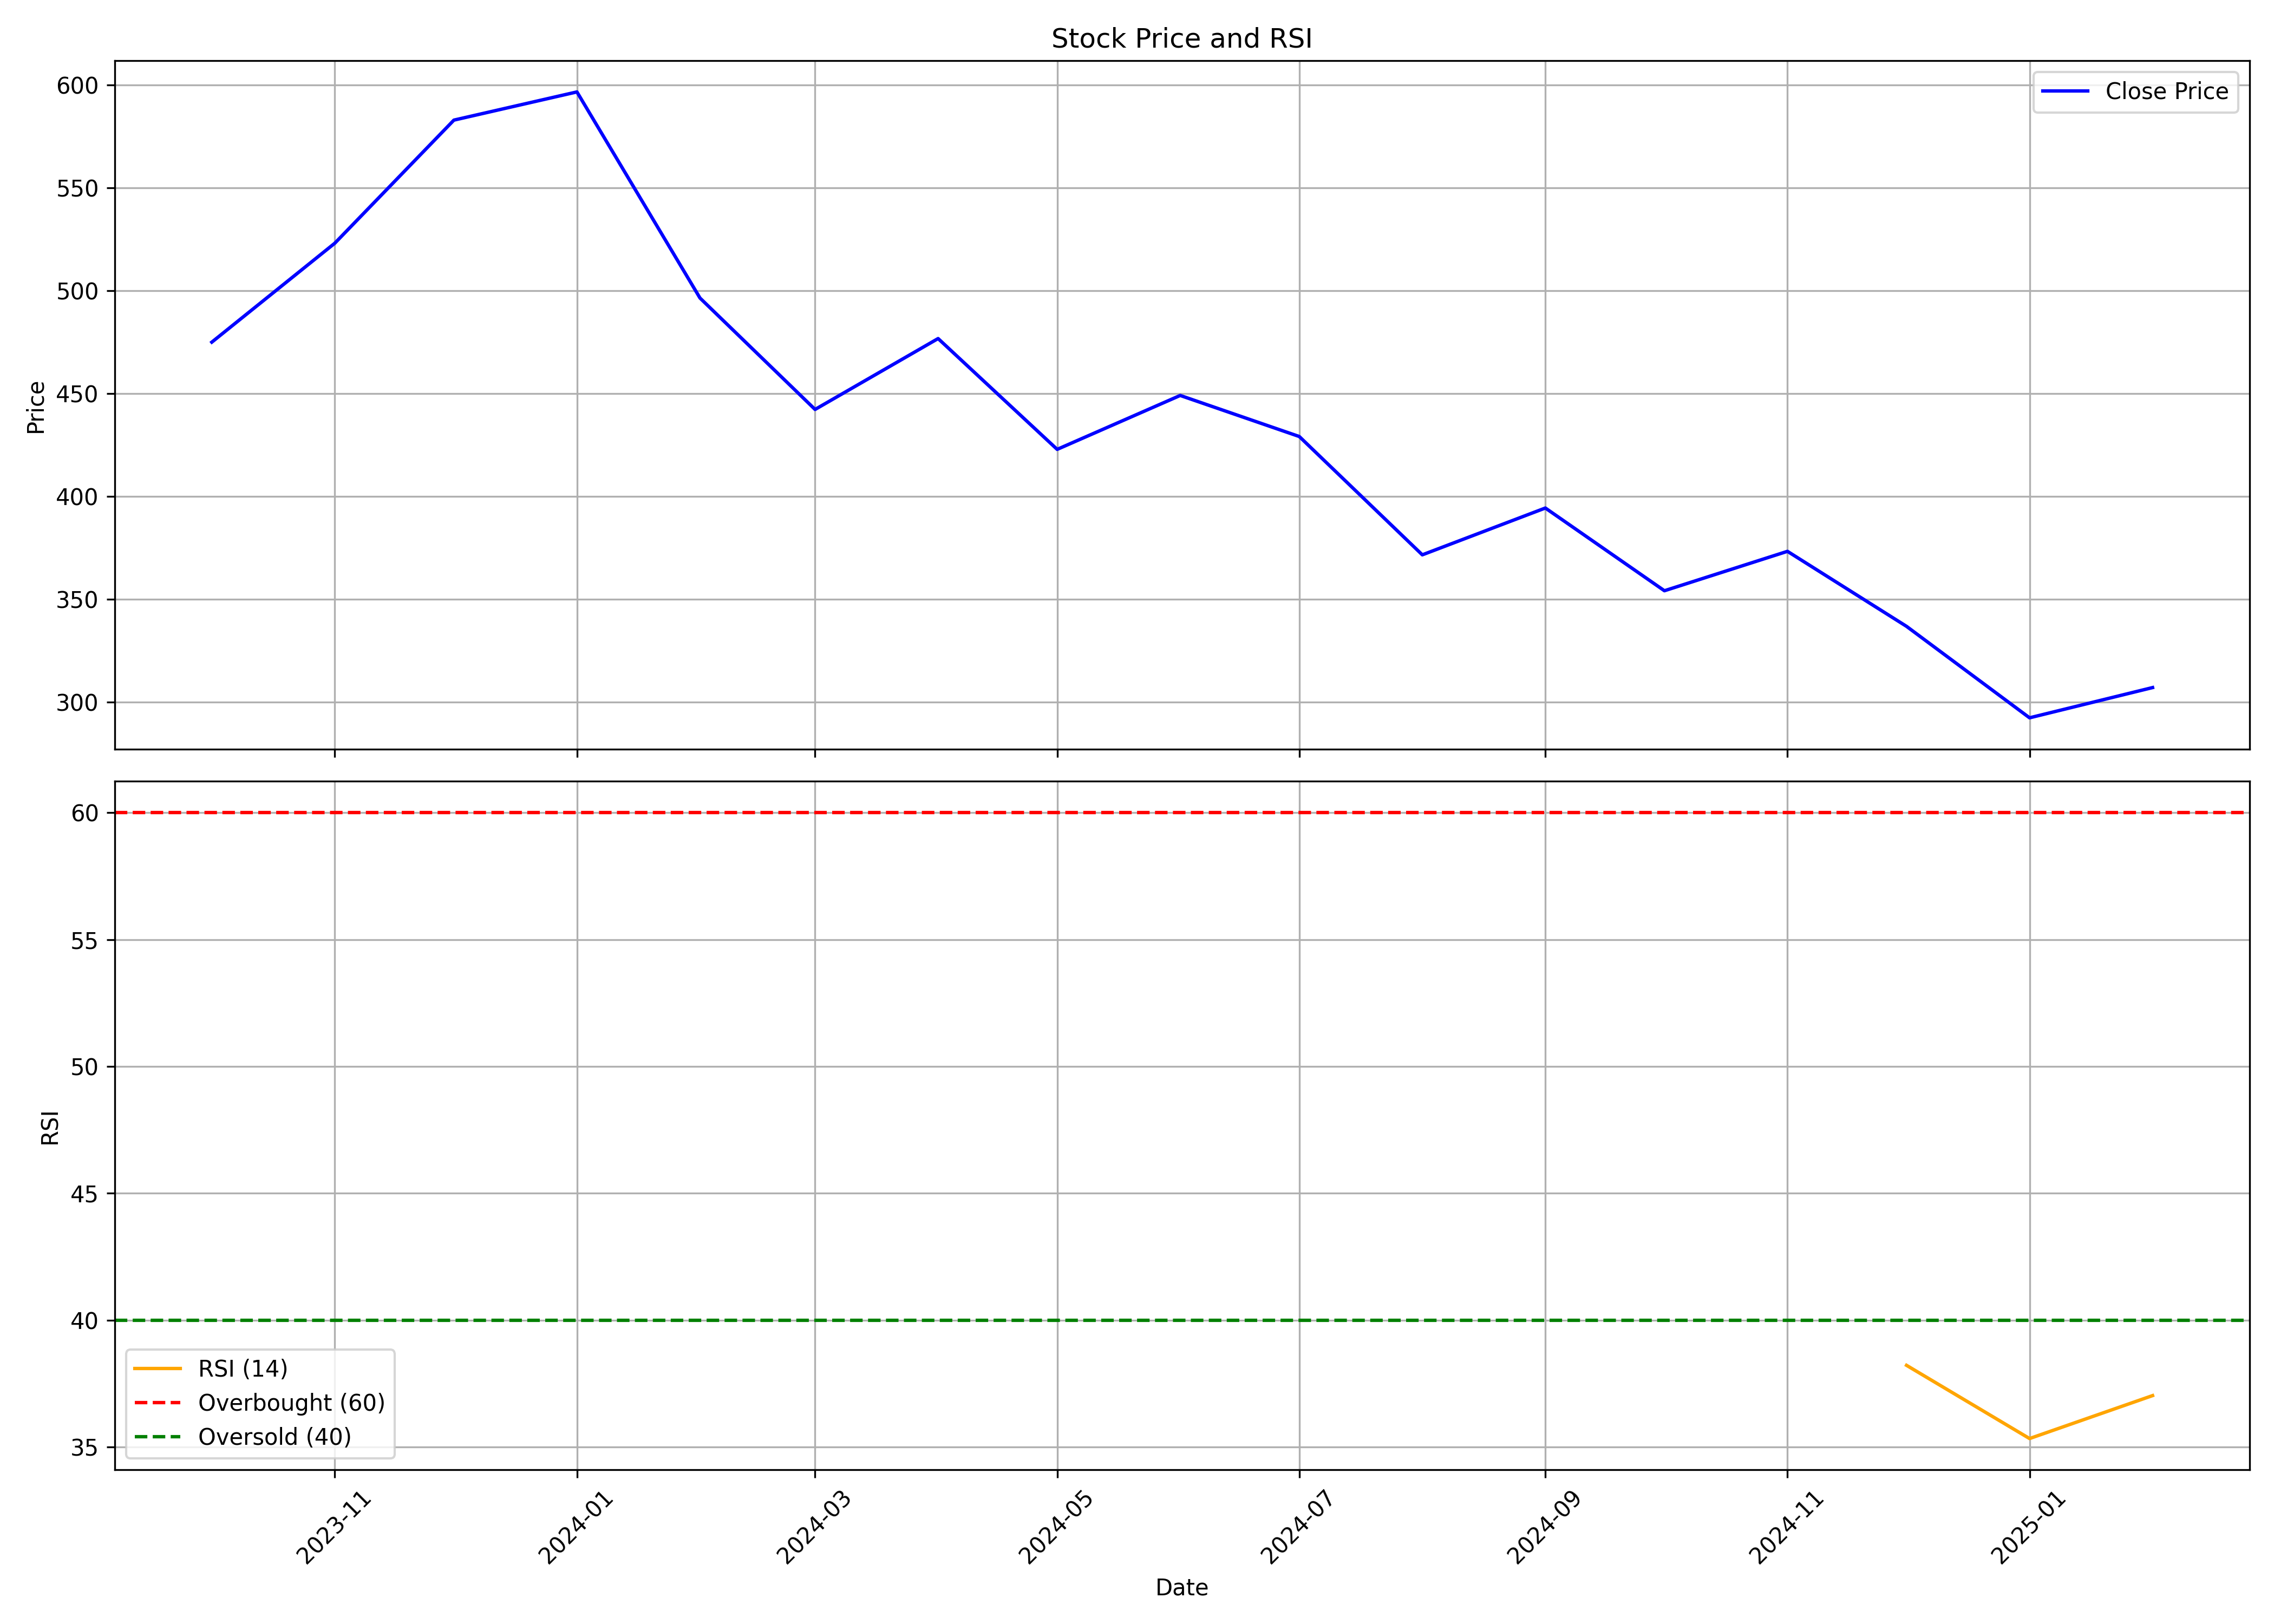 Stock Price and RSI
600
550
500
450
400
350
300
Price
Close Price
60
55
50
45
40
35
RSI
RSI (14)
Overbought (60)
Oversold (40)
2023-11
2024-01
2024-03
2024-05
2024-07
2024-09
2024-11
2025-01
Date